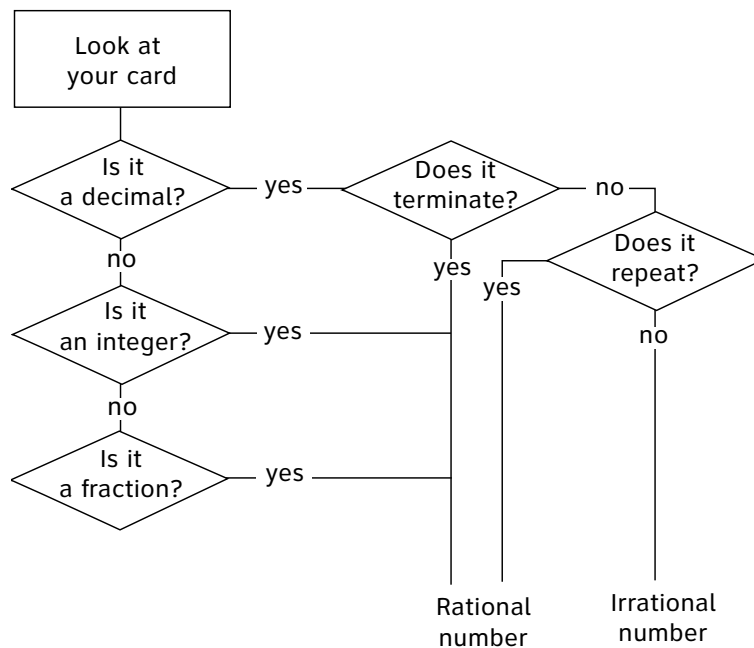 Look at
your card
Is it
a decimal?
yes
Does it
terminate?
no
Does it
repeat?
no
yes
yes
no
Is it
an integer?
yes
no
Is it
a fraction?
yes
Rational
number
Irrational
number